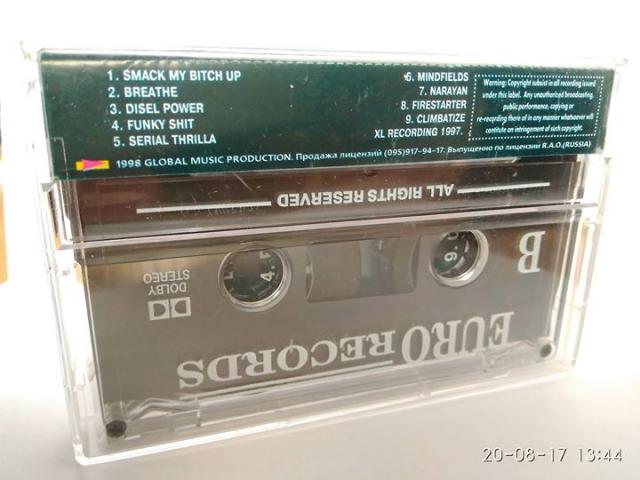 1. SMACK MY BITCH UP
2. BREATHE
3. DISEL POWER
4. FUNKY SHIT
5. SERIAL THRILLA
6. MINDFIELDS
7. NARAYAN
8. FIRESTARTER
9. CLIMBATIZE
XL RECORDING 1997.
Warning: Copyright subsist in all recording issued
under this label. Any unauthorized broadcasting,
public performance, copying or
re-recording there of in any manner whatsoever will
constitute an infringement of such copyright.
1998 GLOBAL MUSIC PRODUCTION. Продажа лицензий (095)917-94-17. Выпущенно по лицензии R.A.O.(RUSSIA)
ALL RIGHTS RESERVED
B
DOLBY
STEREO
EURO RECORDS
20-08-17 13:44